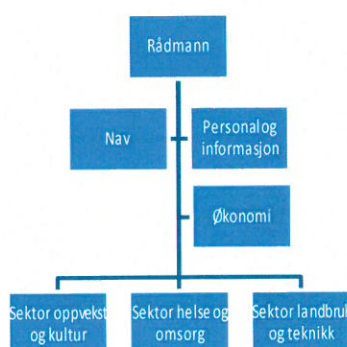 Rådmann
Nav
Personalog
informasjon
Økonomi
Sektor oppvekst
og kultur
Sektor helse og
omsorg
Sektor landbruk
og teknikk